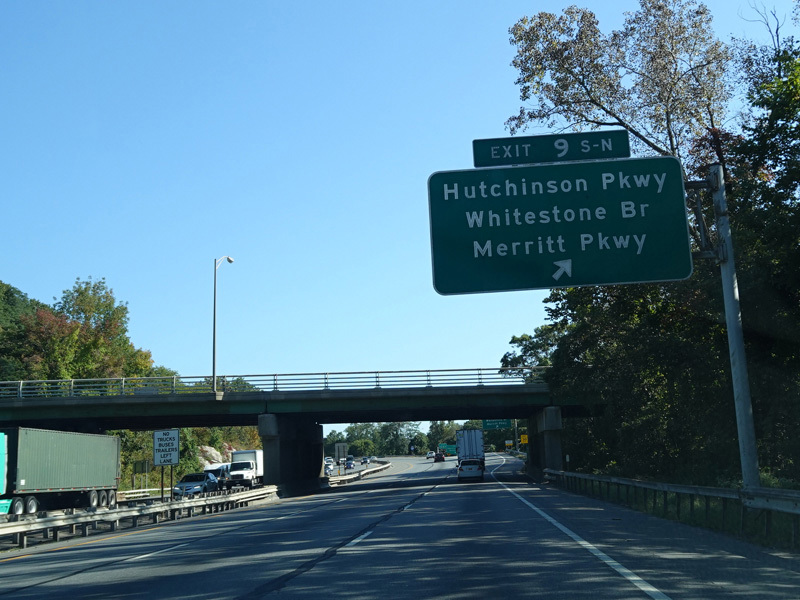 EXIT 9 S-N
Hutchinson Pkwy
Whitestone Br
Merritt Pkwy
NO
TRUCKS
BUSES
TRAILERS
LEFT
LANE